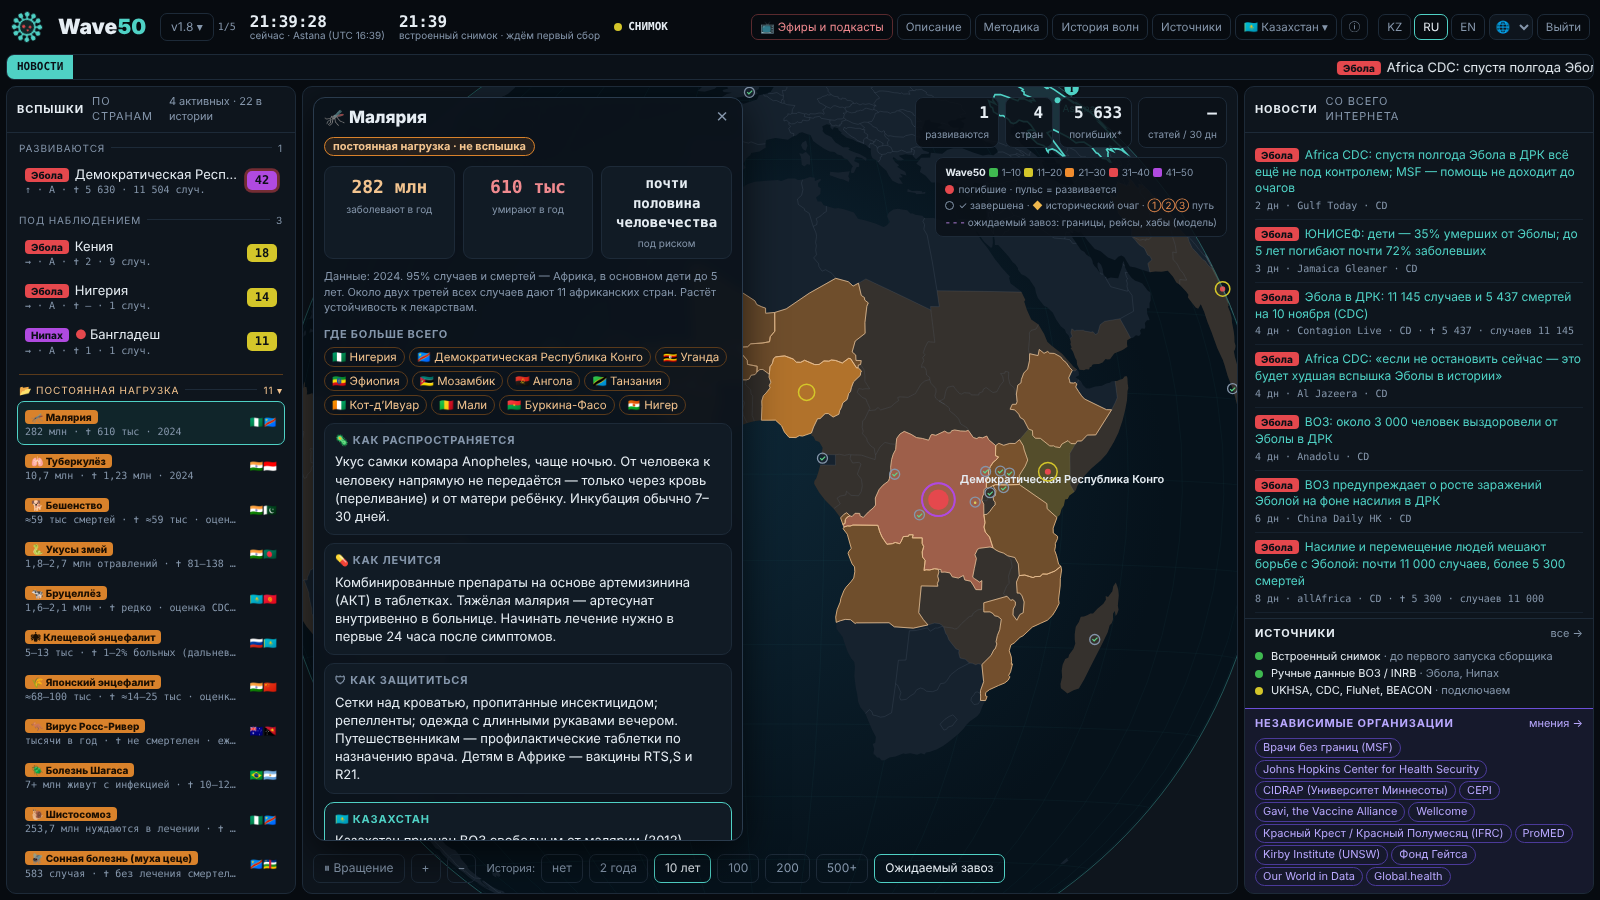 Wave50
v1.8 ▾
1/5
21:39:28
сейчас · Astana (UTC 16:39)
21:39
встроенный снимок · ждём первый сбор
СНИМОК
📺 Эфиры и подкасты
Описание
Методика
История волн
Источники
🇰🇿 Казахстан ▾
ⓘ
KZ
RU
EN
Выйти
НОВОСТИ
Эбола Africa CDC: спустя полгода Эбол
ВСПЫШКИ
ПО СТРАНАМ
4 активных · 22 в истории
РАЗВИВАЮТСЯ 1
Эбола Демократическая Респ… 42
↑ · A · ✝ 5 630 · 11 504 случ.
ПОД НАБЛЮДЕНИЕМ 3
Эбола Кения 18
→ · A · ✝ 2 · 9 случ.
Эбола Нигерия 14
→ · A · ✝ — · 1 случ.
Нипах Бангладеш 11
→ · A · ✝ 1 · 1 случ.
📂 ПОСТОЯННАЯ НАГРУЗКА 11 ▾
Малярия
282 млн · ✝ 610 тыс · 2024
Туберкулёз
10,7 млн · ✝ 1,23 млн · 2024
Бешенство
≈59 тыс смертей · ✝ ≈59 тыс · оцен…
Укусы змей
1,8–2,7 млн отравлений · ✝ 81–138 …
Бруцеллёз
1,6–2,1 млн · ✝ редко · оценка CDC…
Клещевой энцефалит
5–13 тыс · ✝ 1–2% больных (дальнев…
Японский энцефалит
≈68–100 тыс · ✝ ≈14–25 тыс · оценк…
Вирус Росс-Ривер
тысячи в год · ✝ не смертелен · еж…
Болезнь Шагаса
7+ млн живут с инфекцией · ✝ 10–12…
Шистосомоз
253,7 млн нуждаются в лечении · ✝ …
Сонная болезнь (муха цеце)
583 случая · ✝ без лечения смертел…
🦟 Малярия ✕
постоянная нагрузка · не вспышка
282 млн
заболевают в год
610 тыс
умирают в год
почти половина человечества
под риском
Данные: 2024. 95% случаев и смертей — Африка, в основном дети до 5
лет. Около двух третей всех случаев дают 11 африканских стран. Растёт
устойчивость к лекарствам.
ГДЕ БОЛЬШЕ ВСЕГО
🇳🇬 Нигерия 🇨🇩 Демократическая Республика Конго 🇺🇬 Уганда
🇪🇹 Эфиопия 🇲🇿 Мозамбик 🇦🇴 Ангола 🇹🇿 Танзания
🇨🇮 Кот-д’Ивуар 🇲🇱 Мали 🇧🇫 Буркина-Фасо 🇳🇪 Нигер
🦠 КАК РАСПРОСТРАНЯЕТСЯ
Укус самки комара Anopheles, чаще ночью. От человека к
человеку напрямую не передаётся — только через кровь
(переливание) и от матери ребёнку. Инкубация обычно 7–
30 дней.
💊 КАК ЛЕЧИТСЯ
Комбинированные препараты на основе артемизинина
(АКТ) в таблетках. Тяжёлая малярия — артесунат
внутривенно в больнице. Начинать лечение нужно в
первые 24 часа после симптомов.
🛡 КАК ЗАЩИТИТЬСЯ
Сетки над кроватью, пропитанные инсектицидом;
репелленты; одежда с длинными рукавами вечером.
Путешественникам — профилактические таблетки по
назначению врача. Детям в Африке — вакцины RTS,S и
R21.
🇰🇿 КАЗАХСТАН
Казахстан признан ВОЗ свободным от малярии (2012)
1
развиваются
4
стран
5 633
погибших*
—
статей / 30 дн
Wave50 1–10 11–20 21–30 31–40 41–50
погибшие · пульс = развивается
✓ завершена · историческй очаг · ①②③ путь
--- ожидаемый завоз: границы, рейсы, хабы (модель)
Демократическая Республика Конго
Вращение
+
−
История:
нет
2 года
10 лет
100
200
500+
Ожидаемый завоз
НОВОСТИ
СО ВСЕГО ИНТЕРНЕТА
Эбола Africa CDC: спустя полгода Эбола в ДРК всё
ещё не под контролем; MSF — помощь не доходит до
очагов
2 дн · Gulf Today · CD
Эбола ЮНИСЕФ: дети — 35% умерших от Эболы; до
5 лет погибают почти 72% заболевших
3 дн · Jamaica Gleaner · CD
Эбола Эбола в ДРК: 11 145 случаев и 5 437 смертей
на 10 ноября (CDC)
4 дн · Contagion Live · CD · ✝ 5 437 · случаев 11 145
Эбола Africa CDC: «если не остановить сейчас — это
будет худшая вспышка Эболы в истории»
4 дн · Al Jazeera · CD
Эбола ВОЗ: около 3 000 человек выздоровели от
Эболы в ДРК
4 дн · Anadolu · CD
Эбола ВОЗ предупреждает о росте заражений
Эболой на фоне насилия в ДРК
6 дн · China Daily HK · CD
Эбола Насилие и перемещение людей мешают
борьбе с Эболой: почти 11 000 случаев, более 5 300
смертей
8 дн · allAfrica · CD · ✝ 5 300 · случаев 11 000
ИСТОЧНИКИ все →
Встроенный снимок · до первого запуска сборщика
Ручные данные ВОЗ / INRB · Эбола, Нипах
UKHSA, CDC, FluNet, BEACON · подключаем
НЕЗАВИСИМЫЕ ОРГАНИЗАЦИИ мнения →
Врачи без границ (MSF)
Johns Hopkins Center for Health Security
CIDRAP (Университет Миннесоты) CEPI
Gavi, the Vaccine Alliance Wellcome
Красный Крест / Красный Полумесяц (IFRC) ProMED
Kirby Institute (UNSW) Фонд Гейтса
Our World in Data Global.health